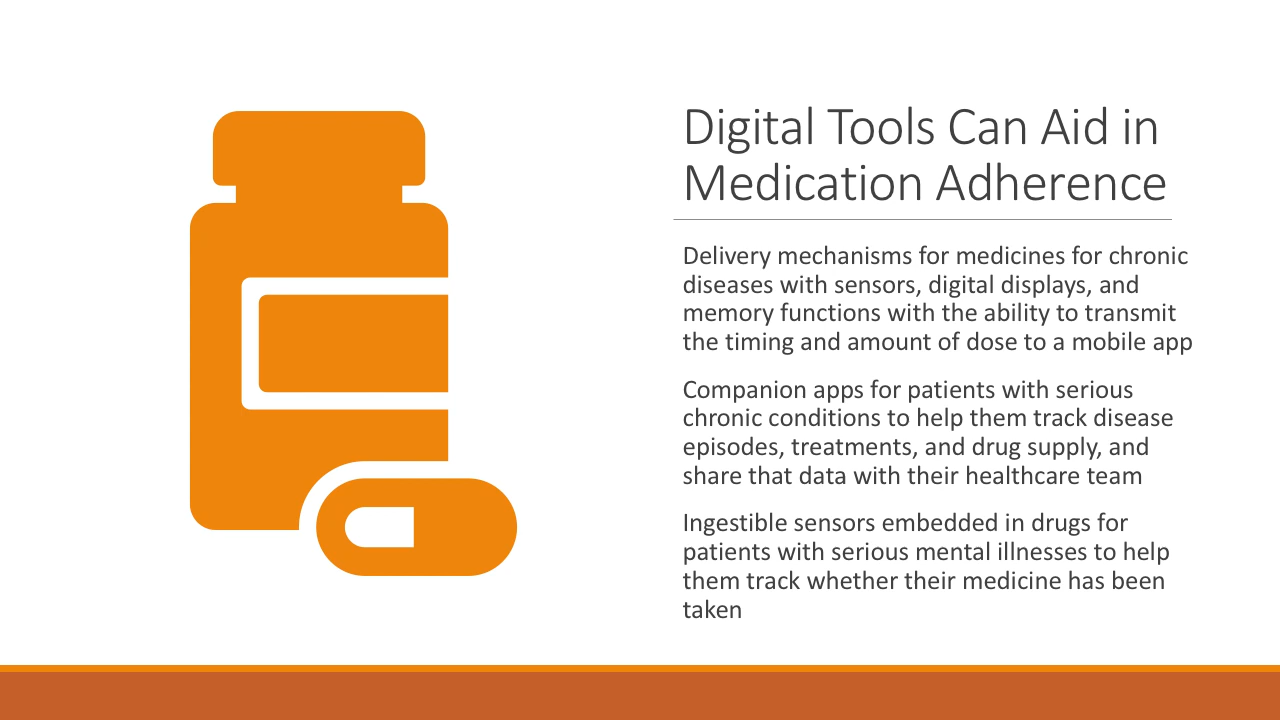 Digital Tools Can Aid in
Medication Adherence
Delivery mechanisms for medicines for chronic
diseases with sensors, digital displays, and
memory functions with the ability to transmit
the timing and amount of dose to a mobile app
Companion apps for patients with serious
chronic conditions to help them track disease
episodes, treatments, and drug supply, and
share that data with their healthcare team
Ingestible sensors embedded in drugs for
patients with serious mental illnesses to help
them track whether their medicine has been
taken